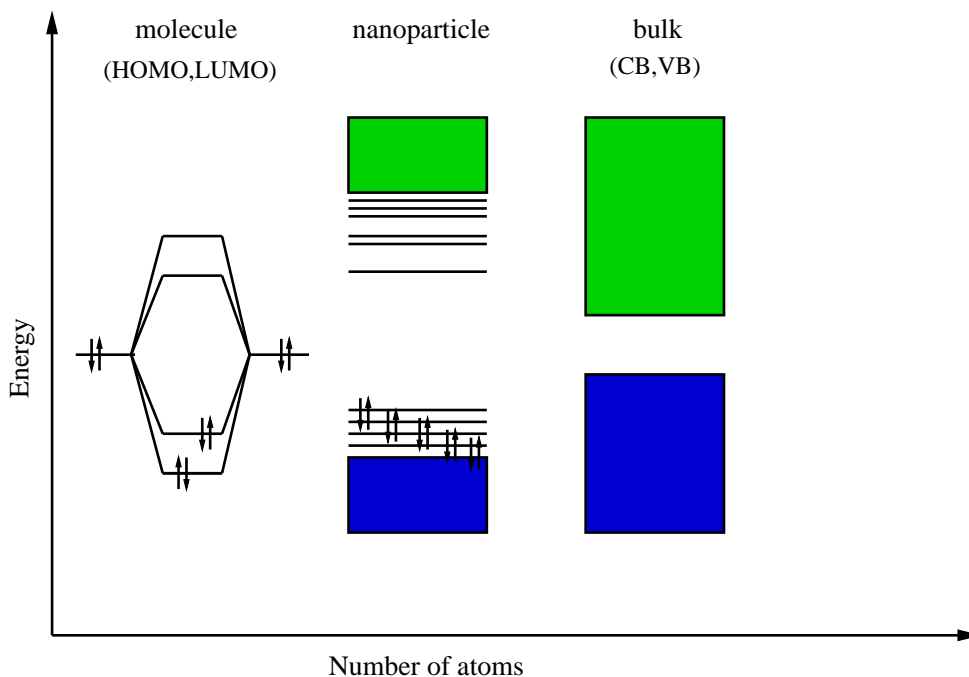 molecule
(HOMO,LUMO)
nanoparticle
bulk
(CB,VB)
Energy
Number of atoms